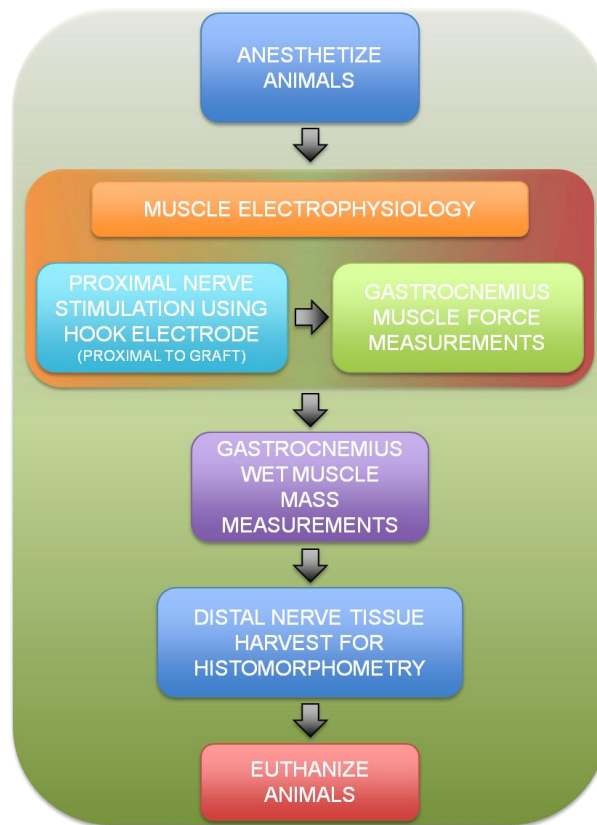 ANESTHETIZE
ANIMALS
MUSCLE ELECTROPHYSIOLOGY
PROXIMAL NERVE
STIMULATION USING
HOOK ELECTRODE
(PROXIMAL TO GRAFT)
GASTROCNEMIUS
MUSCLE FORCE
MEASUREMENTS
GASTROCNEMIUS
WET MUSCLE
MASS
MEASUREMENTS
DISTAL NERVE TISSUE
HARVEST FOR
HISTOMORPHOMETRY
EUTHANIZE
ANIMALS